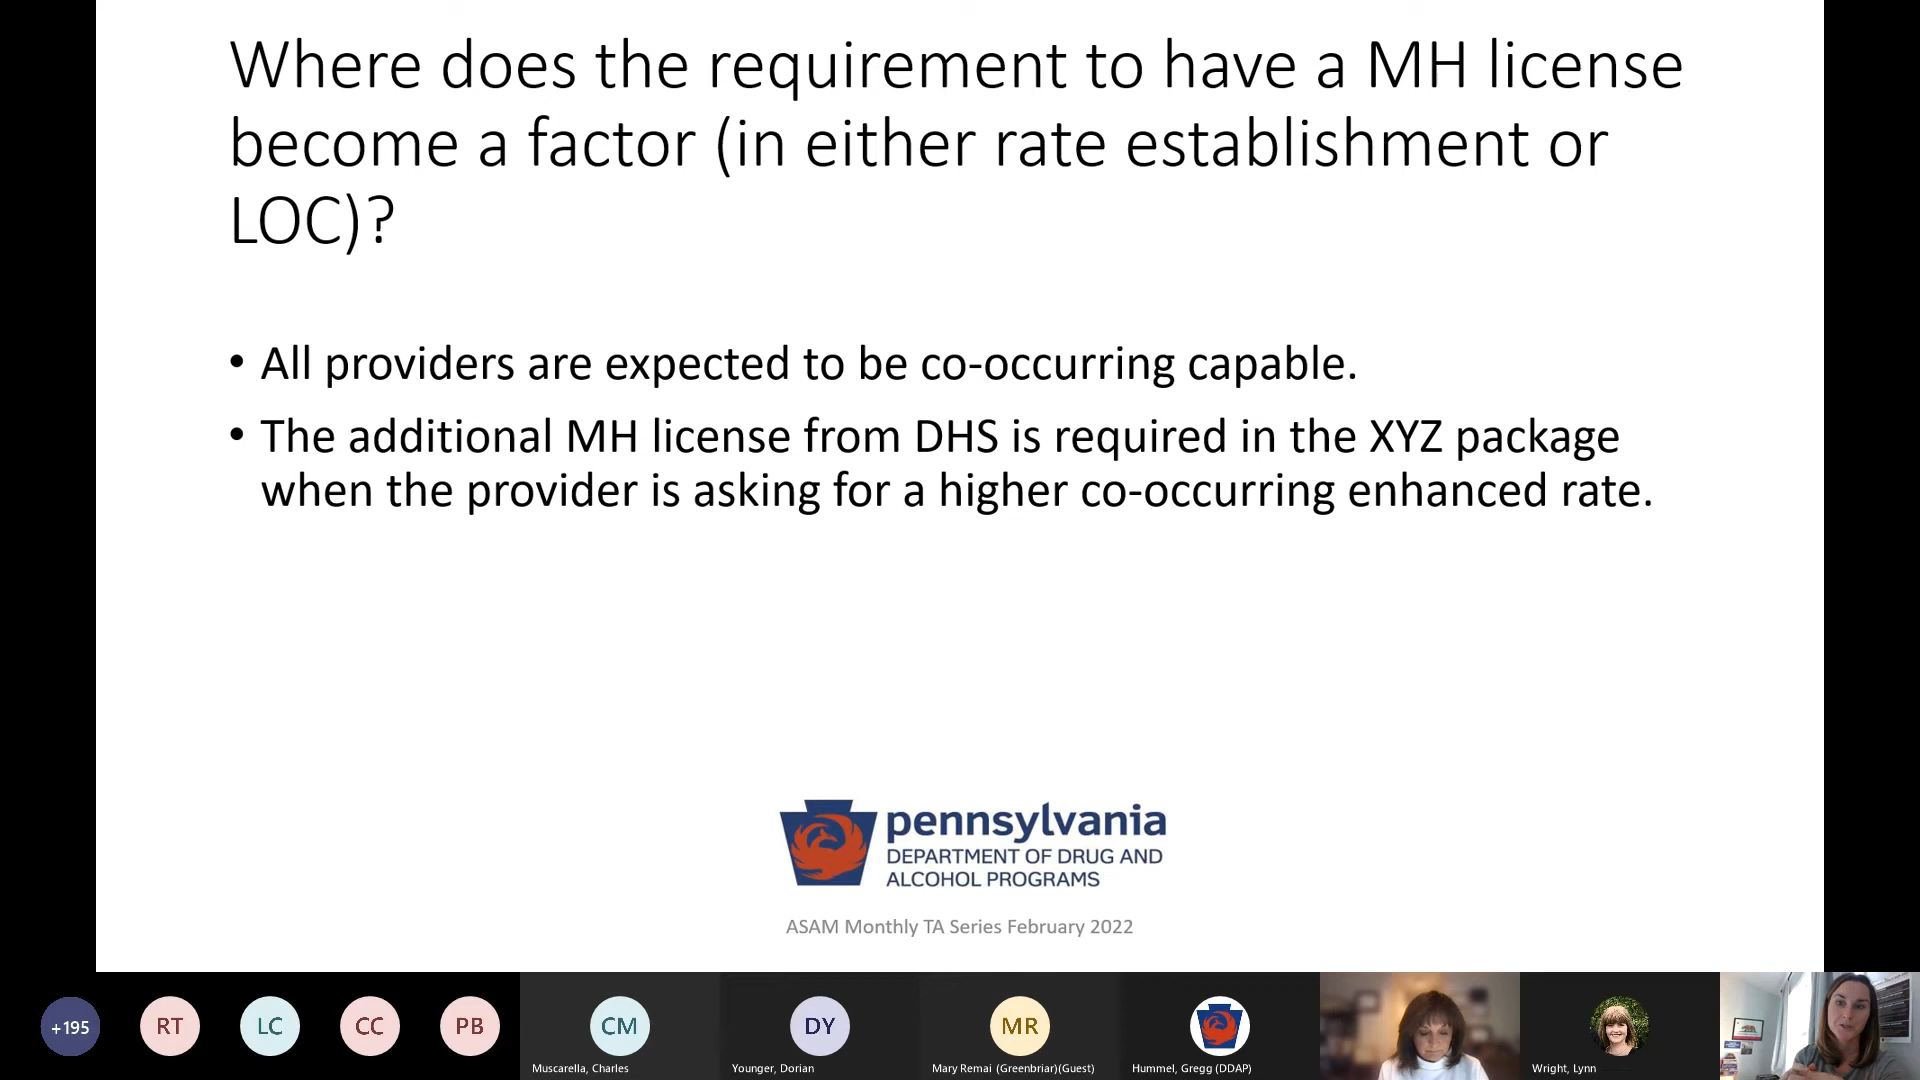 Where does the requirement to have a MH license
become a factor (in either rate establishment or
LOC)?
• All providers are expected to be co-occurring capable.
• The additional MH license from DHS is required in the XYZ package
when the provider is asking for a higher co-occurring enhanced rate.
pennsylvania
DEPARTMENT OF DRUG AND
ALCOHOL PROGRAMS
ASAM Monthly TA Series February 2022
+195
RT
LC
CC
PB
CM
DY
MR
Muscarella, Charles
Younger, Dorian
Mary Remai (Greenbriar)(Guest)
Hummel, Gregg (DDAP)
Wright, Lynn